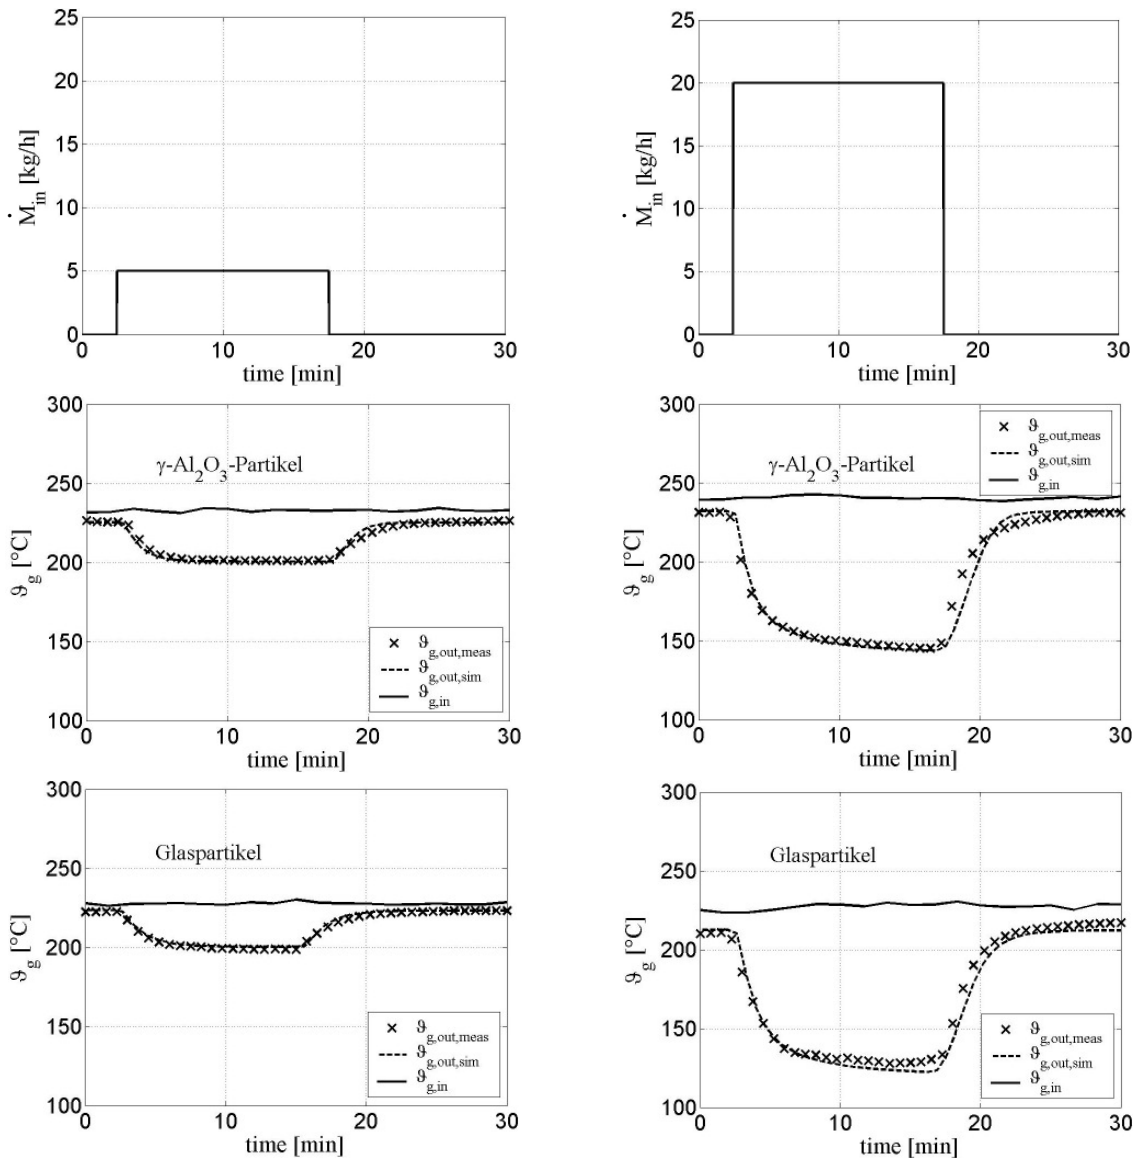 25
20
15
10
5
0
Ṁin [kg/h]
0 10 20 30
time [min]
25
20
15
10
5
0
Ṁin [kg/h]
0 10 20 30
time [min]
300
250
200
150
100
ϑg [°C]
γ-Al2O3-Partikel
ϑg,out,meas
ϑg,out,sim
ϑg,in
0 10 20 30
time [min]
300
250
200
150
100
ϑg [°C]
γ-Al2O3-Partikel
ϑg,out,meas
ϑg,out,sim
ϑg,in
0 10 20 30
time [min]
300
250
200
150
100
ϑg [°C]
Glaspartikel
ϑg,out,meas
ϑg,out,sim
ϑg,in
0 10 20 30
time [min]
300
250
200
150
100
ϑg [°C]
Glaspartikel
ϑg,out,meas
ϑg,out,sim
ϑg,in
0 10 20 30
time [min]